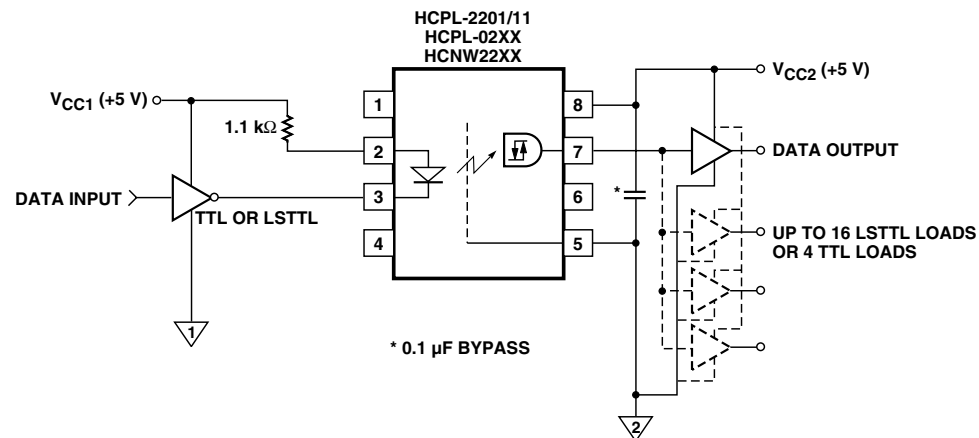 HCPL-2201/11
HCPL-02XX
HCNW22XX
VCC1 (+5 V)
1.1 kΩ
DATA INPUT
TTL OR LSTTL
1
1
2
3
4
8
7
6
5
*
VCC2 (+5 V)
DATA OUTPUT
UP TO 16 LSTTL LOADS
OR 4 TTL LOADS
* 0.1 µF BYPASS
2